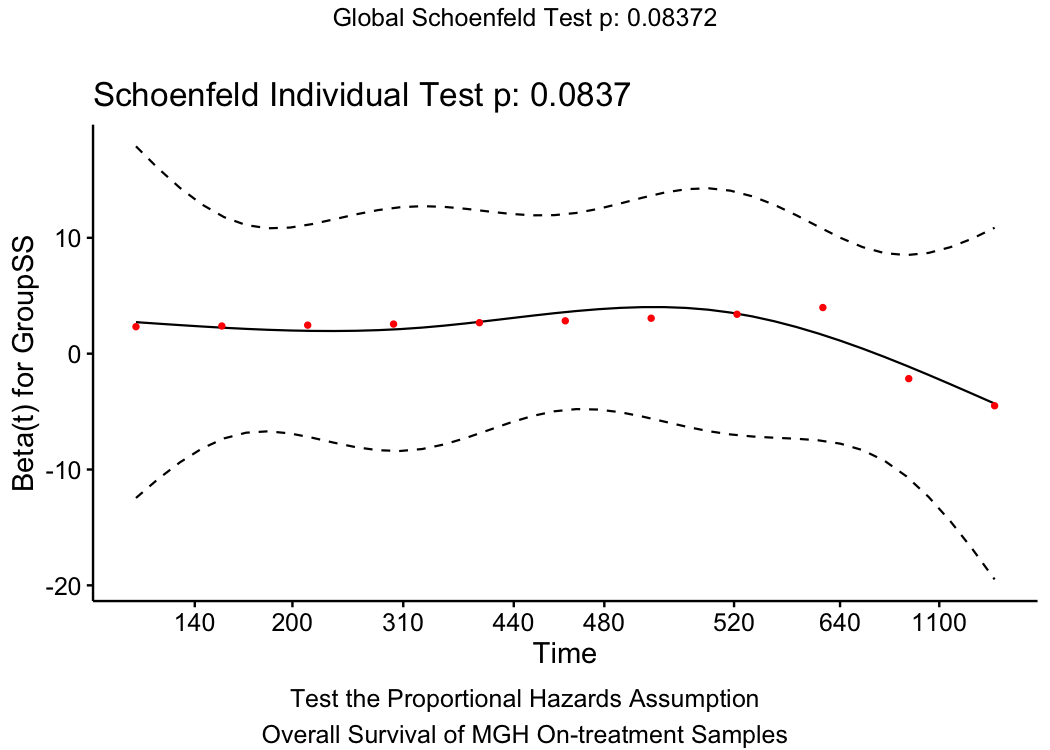 Global Schoenfeld Test p: 0.08372
Schoenfeld Individual Test p: 0.0837
Beta(t) for GroupSS
10
0
-10
-20
140 200 310 440 480 520 640 1100
Time
Test the Proportional Hazards Assumption
Overall Survival of MGH On-treatment Samples